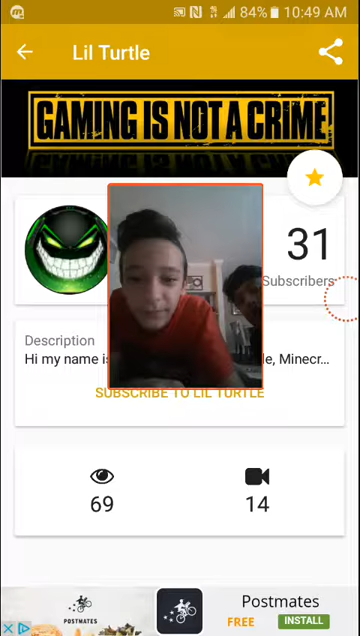 84% 10:49 AM
Lil Turtle
GAMING IS NOT A CRIME
31
Subscribers
Description
Hi my name i le, Minecr...
SUBSCRIBE TO LIL TURTLE
69
14
POSTMATES
Postmates
FREE INSTALL